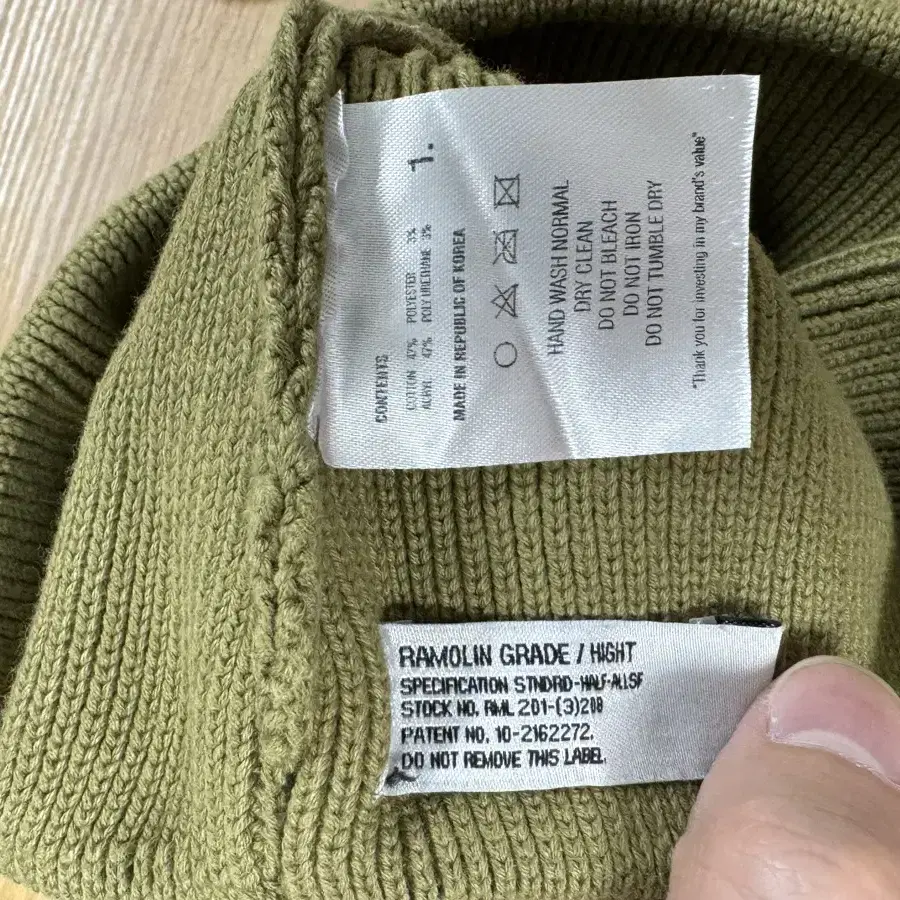 1.
CONTENTS
COTTON 47% POLYESTER 3%
ACRYL 47% POLYURETHANE 3%
MADE IN REPUBLIC OF KOREA
HAND WASH NORMAL
DRY CLEAN
DO NOT BLEACH
DO NOT IRON
DO NOT TUMBLE DRY
"Thank you for investing in my brand's value"
RAMOLIN GRADE / HIGHT
SPECIFICATION STNDRD-HALF-ALLSF
STOCK NO. RML 201-(3)200
PATENT NO. 10-2162272.
DO NOT REMOVE THIS LABEL.